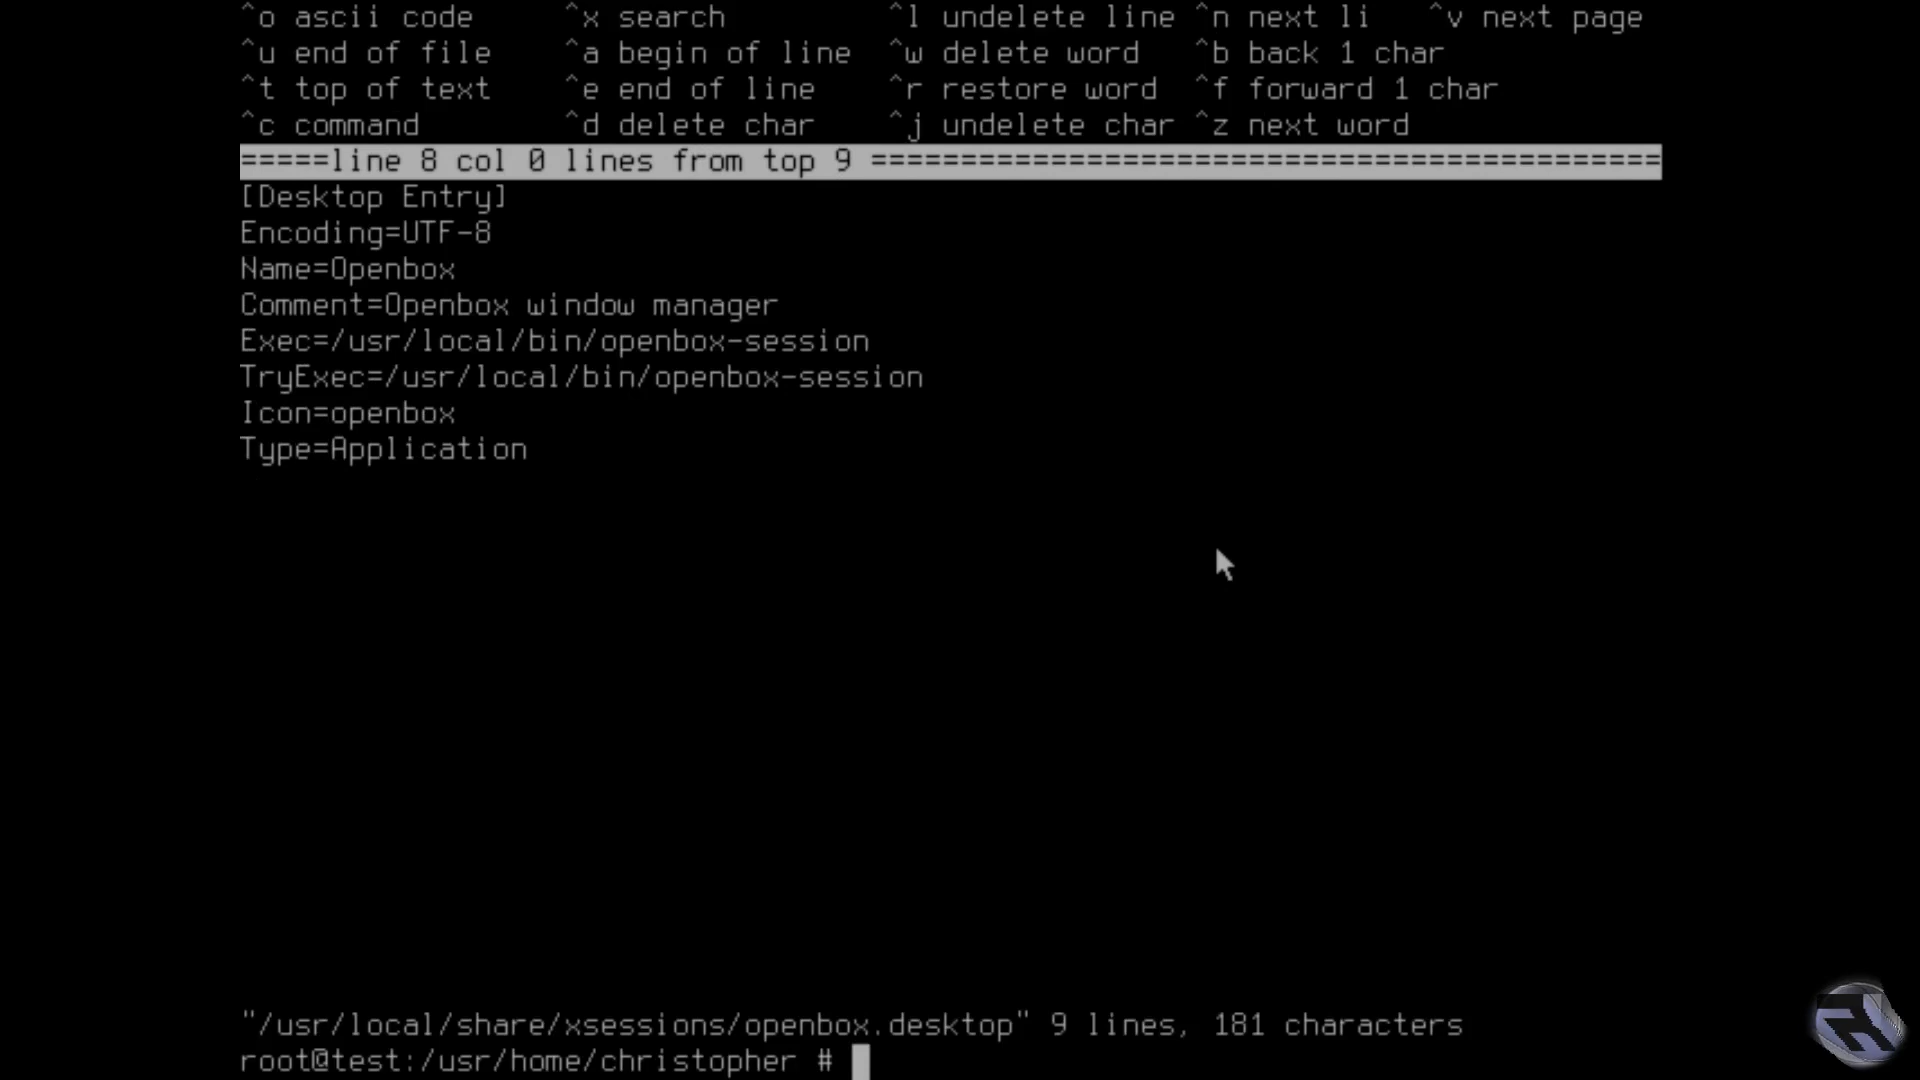 ^o ascii code ^x search ^l undelete line ^n next li ^v next page
^u end of file ^a begin of line ^w delete word ^b back 1 char
^t top of text ^e end of line ^r restore word ^f forward 1 char
^c command ^d delete char ^j undelete char ^z next word
=====line 8 col 0 lines from top 9 ============================================
[Desktop Entry]
Encoding=UTF-8
Name=Openbox
Comment=Openbox window manager
Exec=/usr/local/bin/openbox-session
TryExec=/usr/local/bin/openbox-session
Icon=openbox
Type=Application
"/usr/local/share/xsessions/openbox.desktop" 9 lines, 181 characters
root@test:/usr/home/christopher #